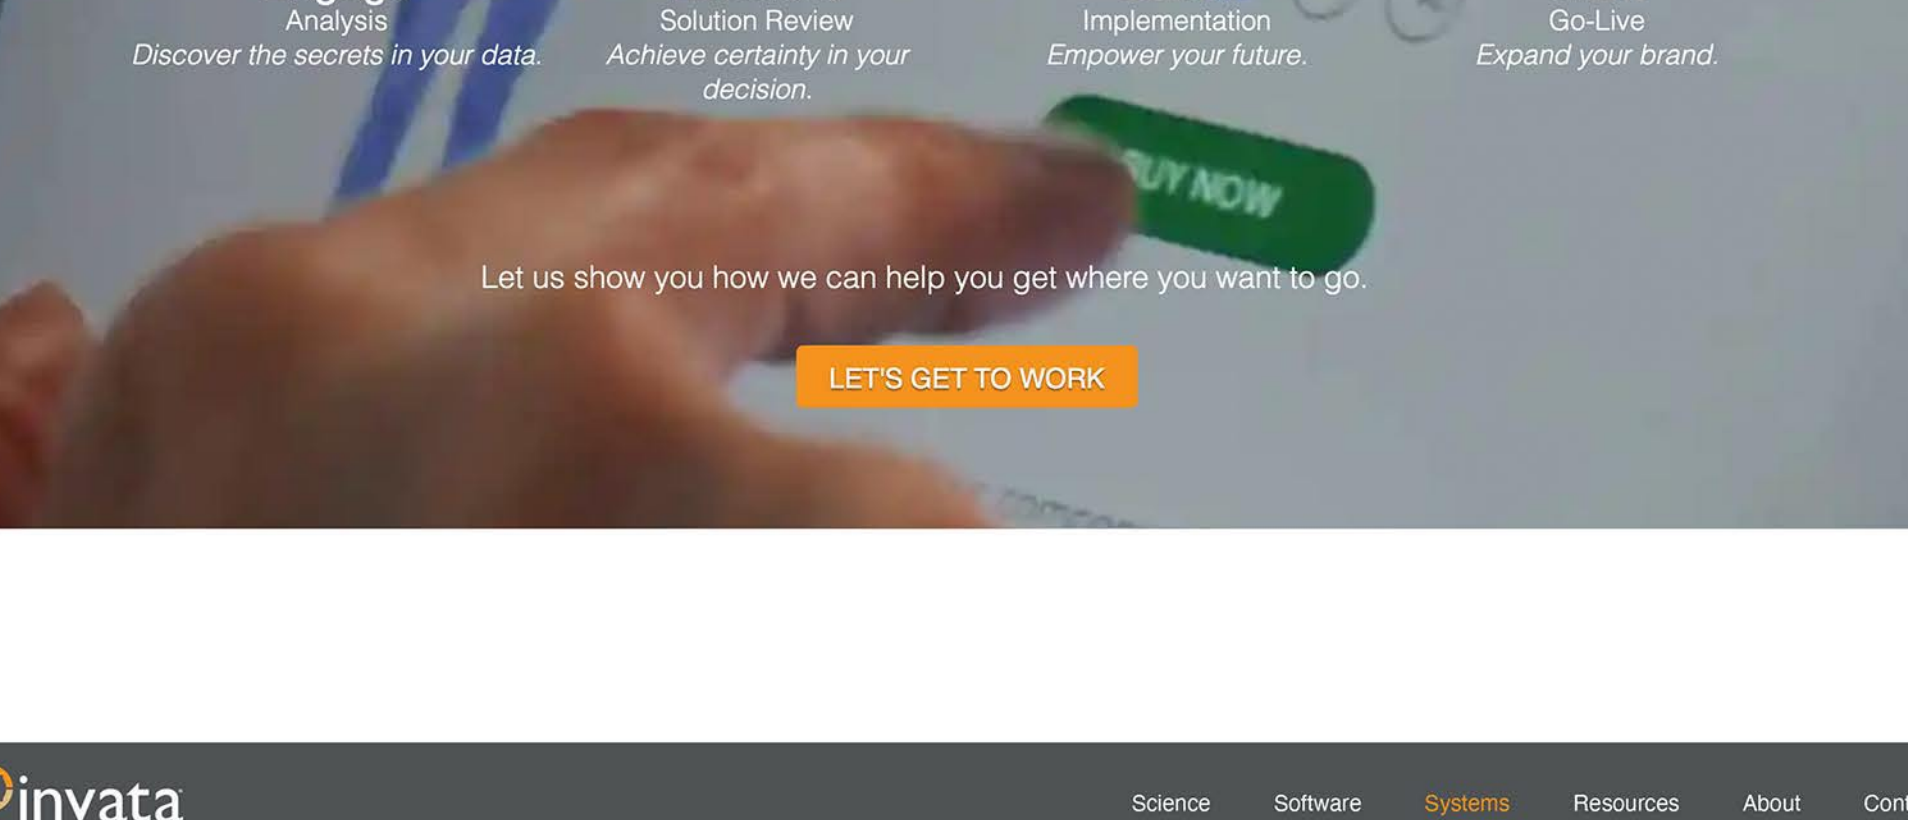 Analysis
Discover the secrets in your data.
Solution Review
Achieve certainty in your
decision.
Implementation
Empower your future.
Go-Live
Expand your brand.
BUY NOW
Let us show you how we can help you get where you want to go.
LET'S GET TO WORK
invata
Science Software Systems Resources About